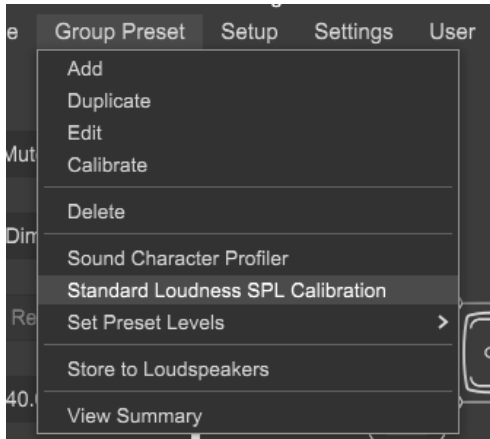 e Group Preset Setup Settings User
Add
Duplicate
Edit
Mut
Calibrate
Delete
Dim
Sound Character Profiler
Standard Loudness SPL Calibration
Re
Set Preset Levels
Store to Loudspeakers
40.
View Summary